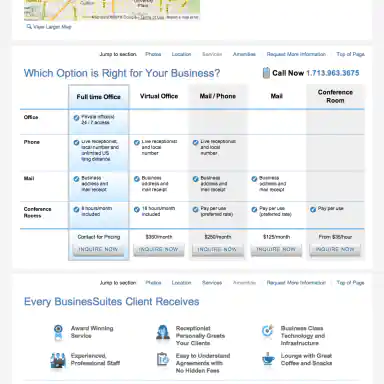 View Larger Map
Jump to section: Photos Location Services Amenities Request More Information | Top of Page
Which Option is Right for Your Business?
Call Now 1.713.963.3675
Full time Office Virtual Office Mail / Phone Mail Conference Room
Office Private office(s) 24 / 7 access
Phone Live receptionist, local number and unlimited US long distance
Live receptionist and local number
Live receptionist and local number
Mail Business address and mail receipt
Business address and mail receipt
Business address and mail receipt
Business address and mail receipt
Conference Rooms 8 hours/month included
16 hours/month included
Pay per use (preferred rate)
Pay per use (preferred rate)
Pay per use
Contact for Pricing $350/month $250/month $125/month From $35/hour
INQUIRE NOW INQUIRE NOW INQUIRE NOW INQUIRE NOW INQUIRE NOW
Jump to section: Photos Location Services Amenities Request More Information | Top of Page
Every BusinesSuites Client Receives
Award Winning Service
Receptionist Personally Greets Your Clients
Business Class Technology and Infrastructure
Experienced, Professional Staff
Easy to Understand Agreements with No Hidden Fees
Lounge with Great Coffee and Snacks